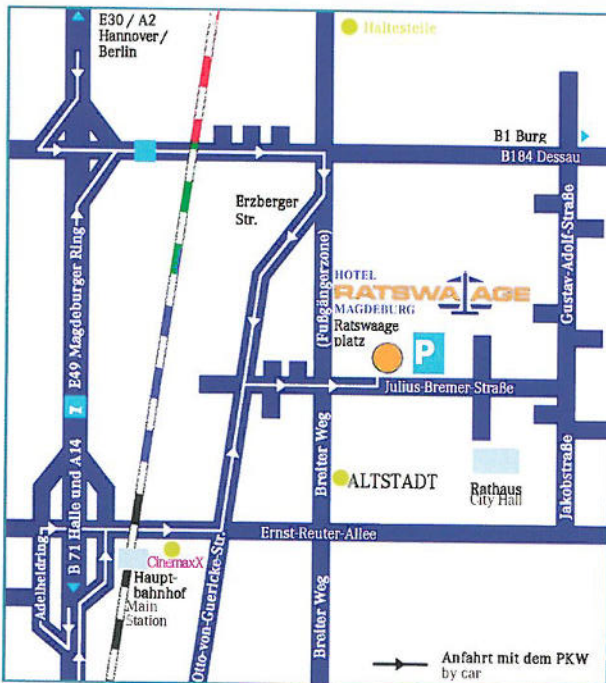 E30 / A2
Hannover/
Berlin
Haltestelle
B1 Burg
B184 Dessau
Erzberger
Str.
(Fußgängerzone)
Gustav-Adolf-Straße
E49 Magdeburger Ring
HOTEL
RATSWAAGE
MAGDEBURG
Ratswaage
platz
P
Julius-Bremer-Straße
B 71 Halle und A14
Breiter Weg
ALTSTADT
Rathaus
City Hall
Jakobstraße
Ernst-Reuter-Allee
Adelheidring
CinemaxX
Haupt-
bahnhof
Main
Station
Otto-von-Guericke-Str.
Breiter Weg
Anfahrt mit dem PKW
by car